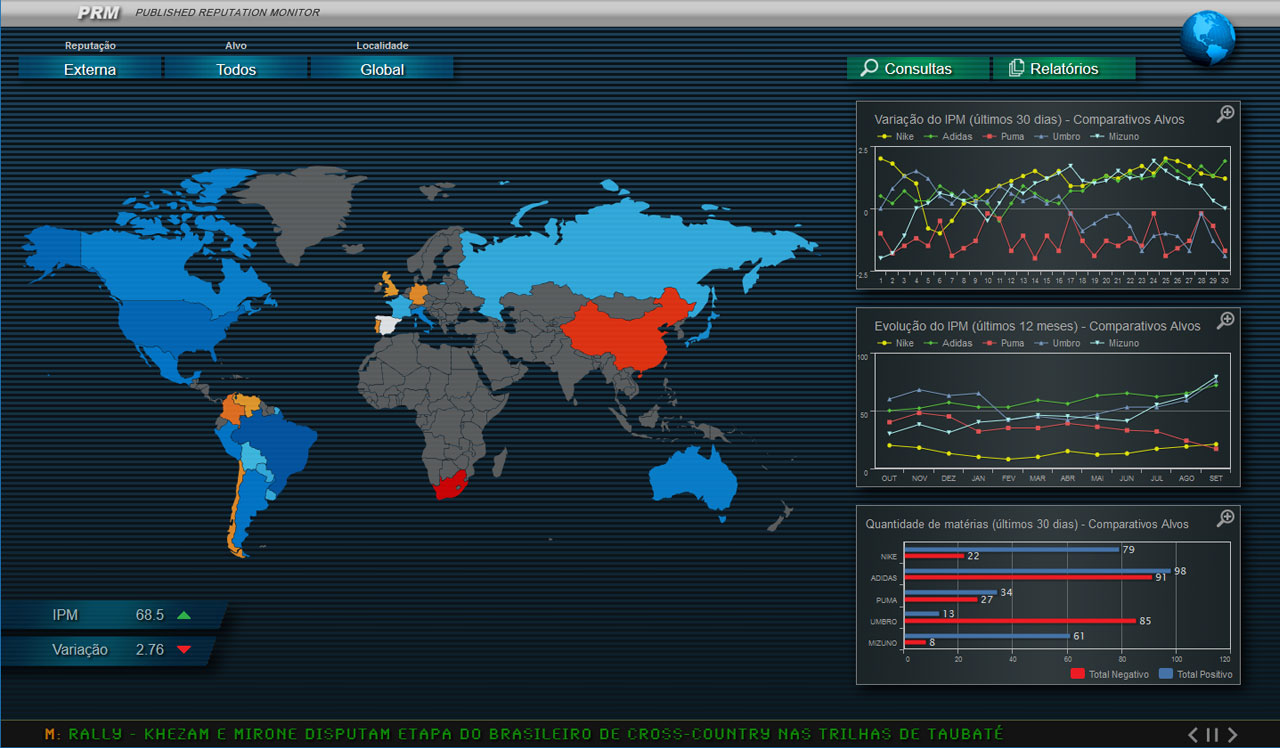 PRM PUBLISHED REPUTATION MONITOR
Reputação Alvo Localidade
Externa Todos Global
Consultas Relatórios
Variação do IPM (últimos 30 dias) - Comparativos Alvos
Nike Adidas Puma Umbro Mizuno
2.5
0
-2.5
1 2 3 4 5 6 7 8 9 10 11 12 13 14 15 16 17 18 19 20 21 22 23 24 25 26 27 28 29 30
Evolução do IPM (últimos 12 meses) - Comparativos Alvos
Nike Adidas Puma Umbro Mizuno
100
50
0
OUT NOV DEZ JAN FEV MAR ABR MAI JUN JUL AGO SET
Quantidade de matérias (últimos 30 dias) - Comparativos Alvos
NIKE 79
22
ADIDAS 98
91
PUMA 34
27
UMBRO 13
85
MIZUNO 61
8
0 20 40 60 80 100 120
Total Negativo Total Positivo
IPM 68.5
Variação 2.76
M: RALLY - KHEZAM E MIRONE DISPUTAM ETAPA DO BRASILEIRO DE CROSS-COUNTRY NAS TRILHAS DE TAUBATÉ